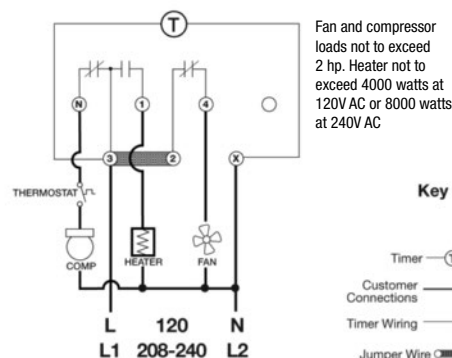 T
Fan and compressor
loads not to exceed
2 hp. Heater not to
exceed 4000 watts at
120V AC or 8000 watts
at 240V AC
N 1 4
3 2 X
THERMOSTAT
COMP HEATER FAN
L 120 N
L1 208-240 L2
Key
Timer T
Customer
Connections
Timer Wiring
Jumper Wire